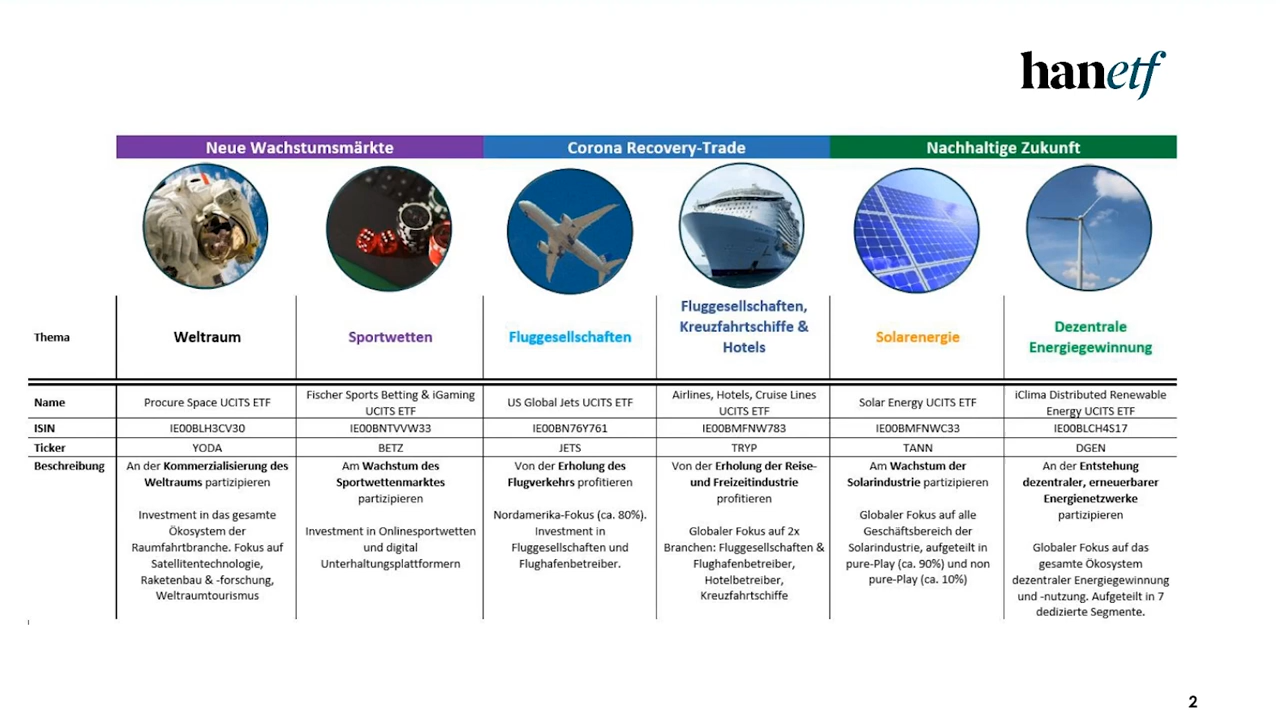 hanetf
Neue Wachstumsmärkte
Corona Recovery-Trade
Nachhaltige Zukunft
Thema
Weltraum
Sportwetten
Fluggesellschaften
Fluggesellschaften,
Kreuzfahrtschiffe &
Hotels
Solarenergie
Dezentrale
Energiegewinnung
Name
Procure Space UCITS ETF
Fischer Sports Betting & iGaming
UCITS ETF
US Global Jets UCITS ETF
Airlines, Hotels, Cruise Lines
UCITS ETF
Solar Energy UCITS ETF
iClima Distributed Renewable
Energy UCITS ETF
ISIN
IE00BLH3CV30
IE00BNTVVW33
IE00BN76Y761
IE00BMFNW783
IE00BMFNWC33
IE00BLCH4S17
Ticker
YODA
BETZ
JETS
TRYP
TANN
DGEN
Beschreibung
An der Kommerzialisierung des
Weltraums partizipieren
Investment in das gesamte
Ökosystem der
Raumfahrtbranche. Fokus auf
Satellitentechnologie,
Raketenbau & -forschung,
Weltraumtourismus
Am Wachstum des
Sportwettenmarktes
partizipieren
Investment in Onlinesportwetten
und digital
Unterhaltungsplattformern
Von der Erholung des
Flugverkehrs profitieren
Nordamerika-Fokus (ca. 80%).
Investment in
Fluggesellschaften und
Flughafenbetreiber.
Von der Erholung der Reise-
und Freizeitindustrie
profitieren
Globaler Fokus auf 2x
Branchen: Fluggesellschaften &
Flughafenbetreiber,
Hotelbetreiber,
Kreuzfahrtschiffe
Am Wachstum der
Solarindustrie partizipieren
Globaler Fokus auf alle
Geschäftsbereich der
Solarindustrie, aufgeteilt in
pure-Play (ca. 90%) und non
pure-Play (ca. 10%)
An der Entstehung
dezentraler, erneuerbarer
Energienetzwerke
partizipieren
Globaler Fokus auf das
gesamte Ökosystem
dezentraler Energiegewinnung
und -nutzung. Aufgeteilt in 7
dedizierte Segmente.
2